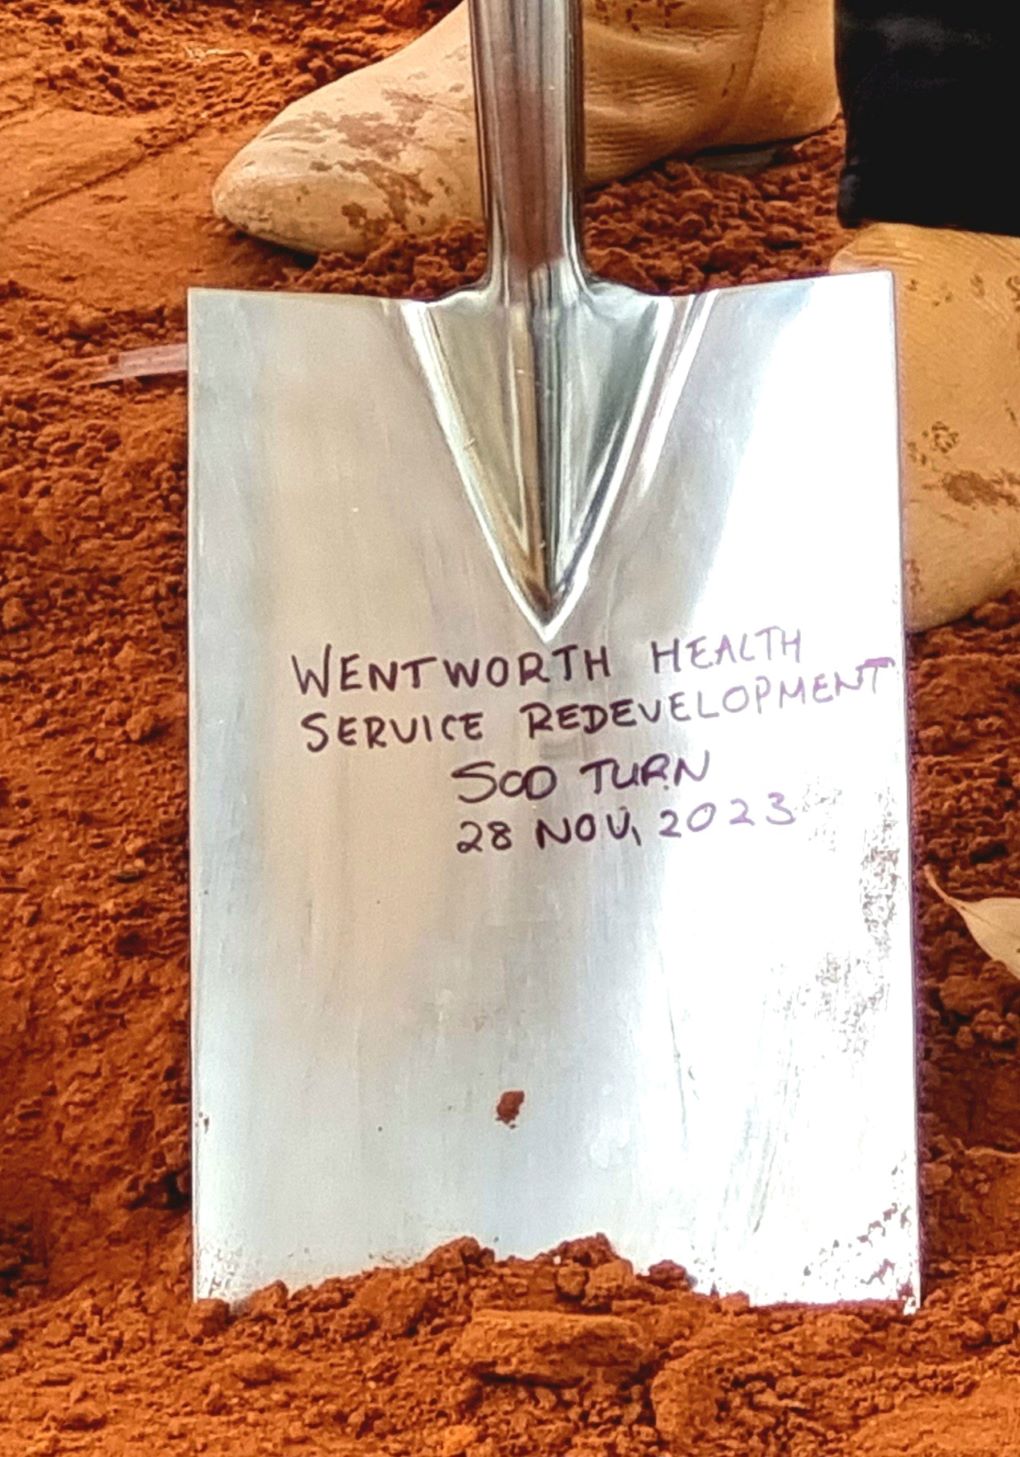 WENTWORTH HEALTH
SERVICE REDEVELOPMENT
SOD TURN
28 NOV, 2023